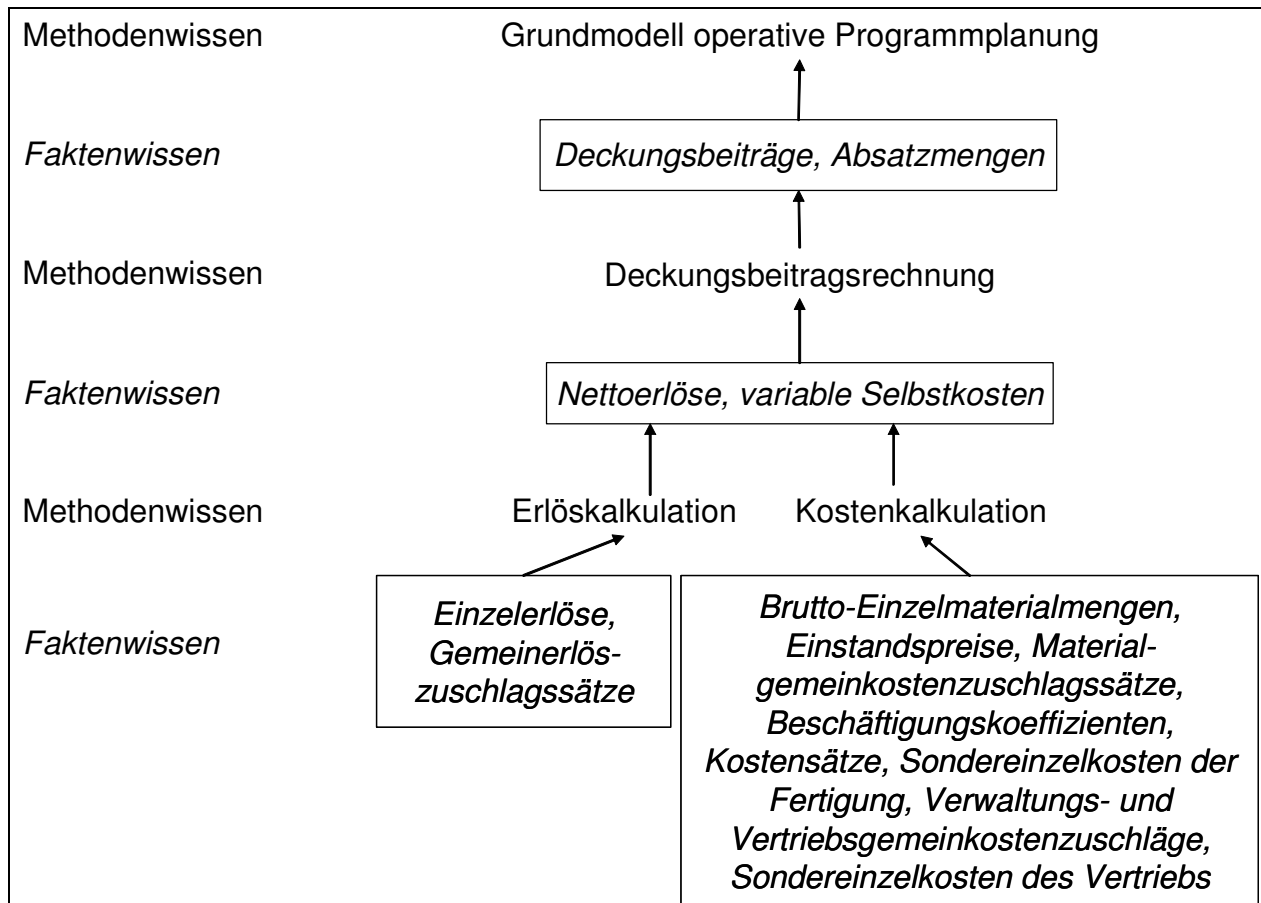 Methodenwissen
Grundmodell operative Programmplanung
Faktenwissen
Deckungsbeiträge, Absatzmengen
Methodenwissen
Deckungsbeitragsrechnung
Faktenwissen
Nettoerlöse, variable Selbstkosten
Methodenwissen
Erlöskalkulation
Kostenkalkulation
Faktenwissen
Einzelerlöse,
Gemeinerlös-
zuschlagssätze
Brutto-Einzelmaterialmengen,
Einstandspreise, Material-
gemeinkostenzuschlagssätze,
Beschäftigungskoeffizienten,
Kostensätze, Sondereinzelkosten der
Fertigung, Verwaltungs- und
Vertriebsgemeinkostenzuschläge,
Sondereinzelkosten des Vertriebs